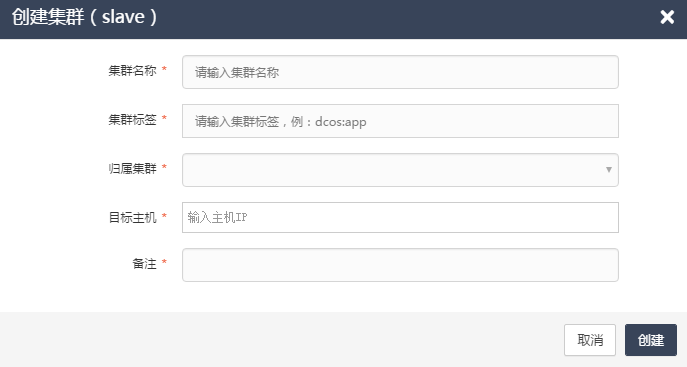 创建集群（slave）
集群名称 *
请输入集群名称
集群标签 *
请输入集群标签，例：dcos:app
归属集群 *
目标主机 *
输入主机IP
备注 *
取消
创建